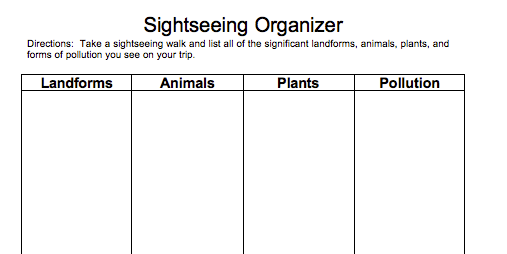 Sightseeing Organizer
Directions:  Take a sightseeing walk and list all of the significant landforms, animals, plants, and
forms of pollution you see on your trip.
Landforms Animals Plants Pollution